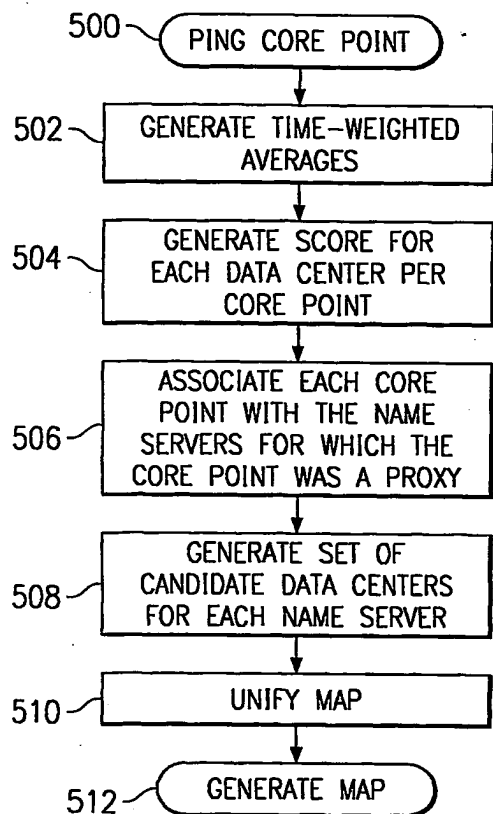 500
PING CORE POINT
502
GENERATE TIME-WEIGHTED
AVERAGES
504
GENERATE SCORE FOR
EACH DATA CENTER PER
CORE POINT
506
ASSOCIATE EACH CORE
POINT WITH THE NAME
SERVERS FOR WHICH THE
CORE POINT WAS A PROXY
508
GENERATE SET OF
CANDIDATE DATA CENTERS
FOR EACH NAME SERVER
510
UNIFY MAP
512
GENERATE MAP